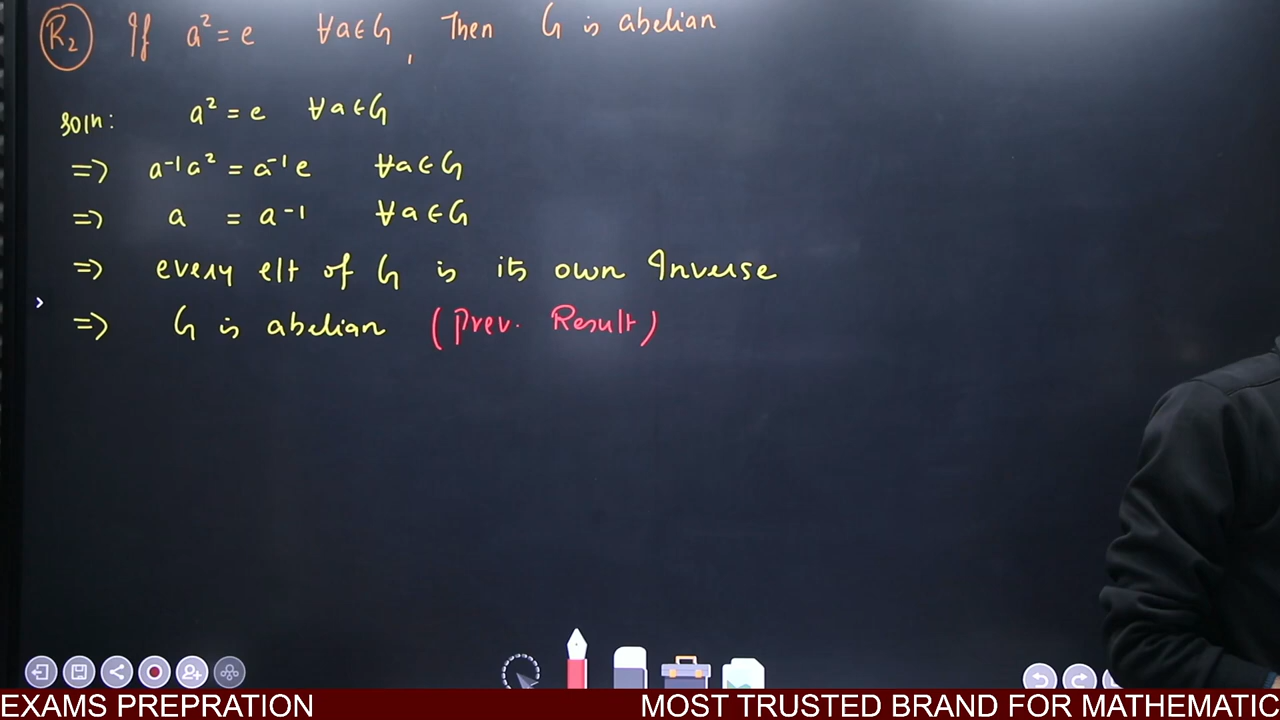 R2 If a² = e ∀a∈G, Then G is abelian
soln: a² = e ∀a∈G
=> a⁻¹a² = a⁻¹e ∀a∈G
=> a = a⁻¹ ∀a∈G
=> every elt of G is its own Inverse
=> G is abelian (Prev. Result)
EXAMS PREPRATION MOST TRUSTED BRAND FOR MATHEMATIC